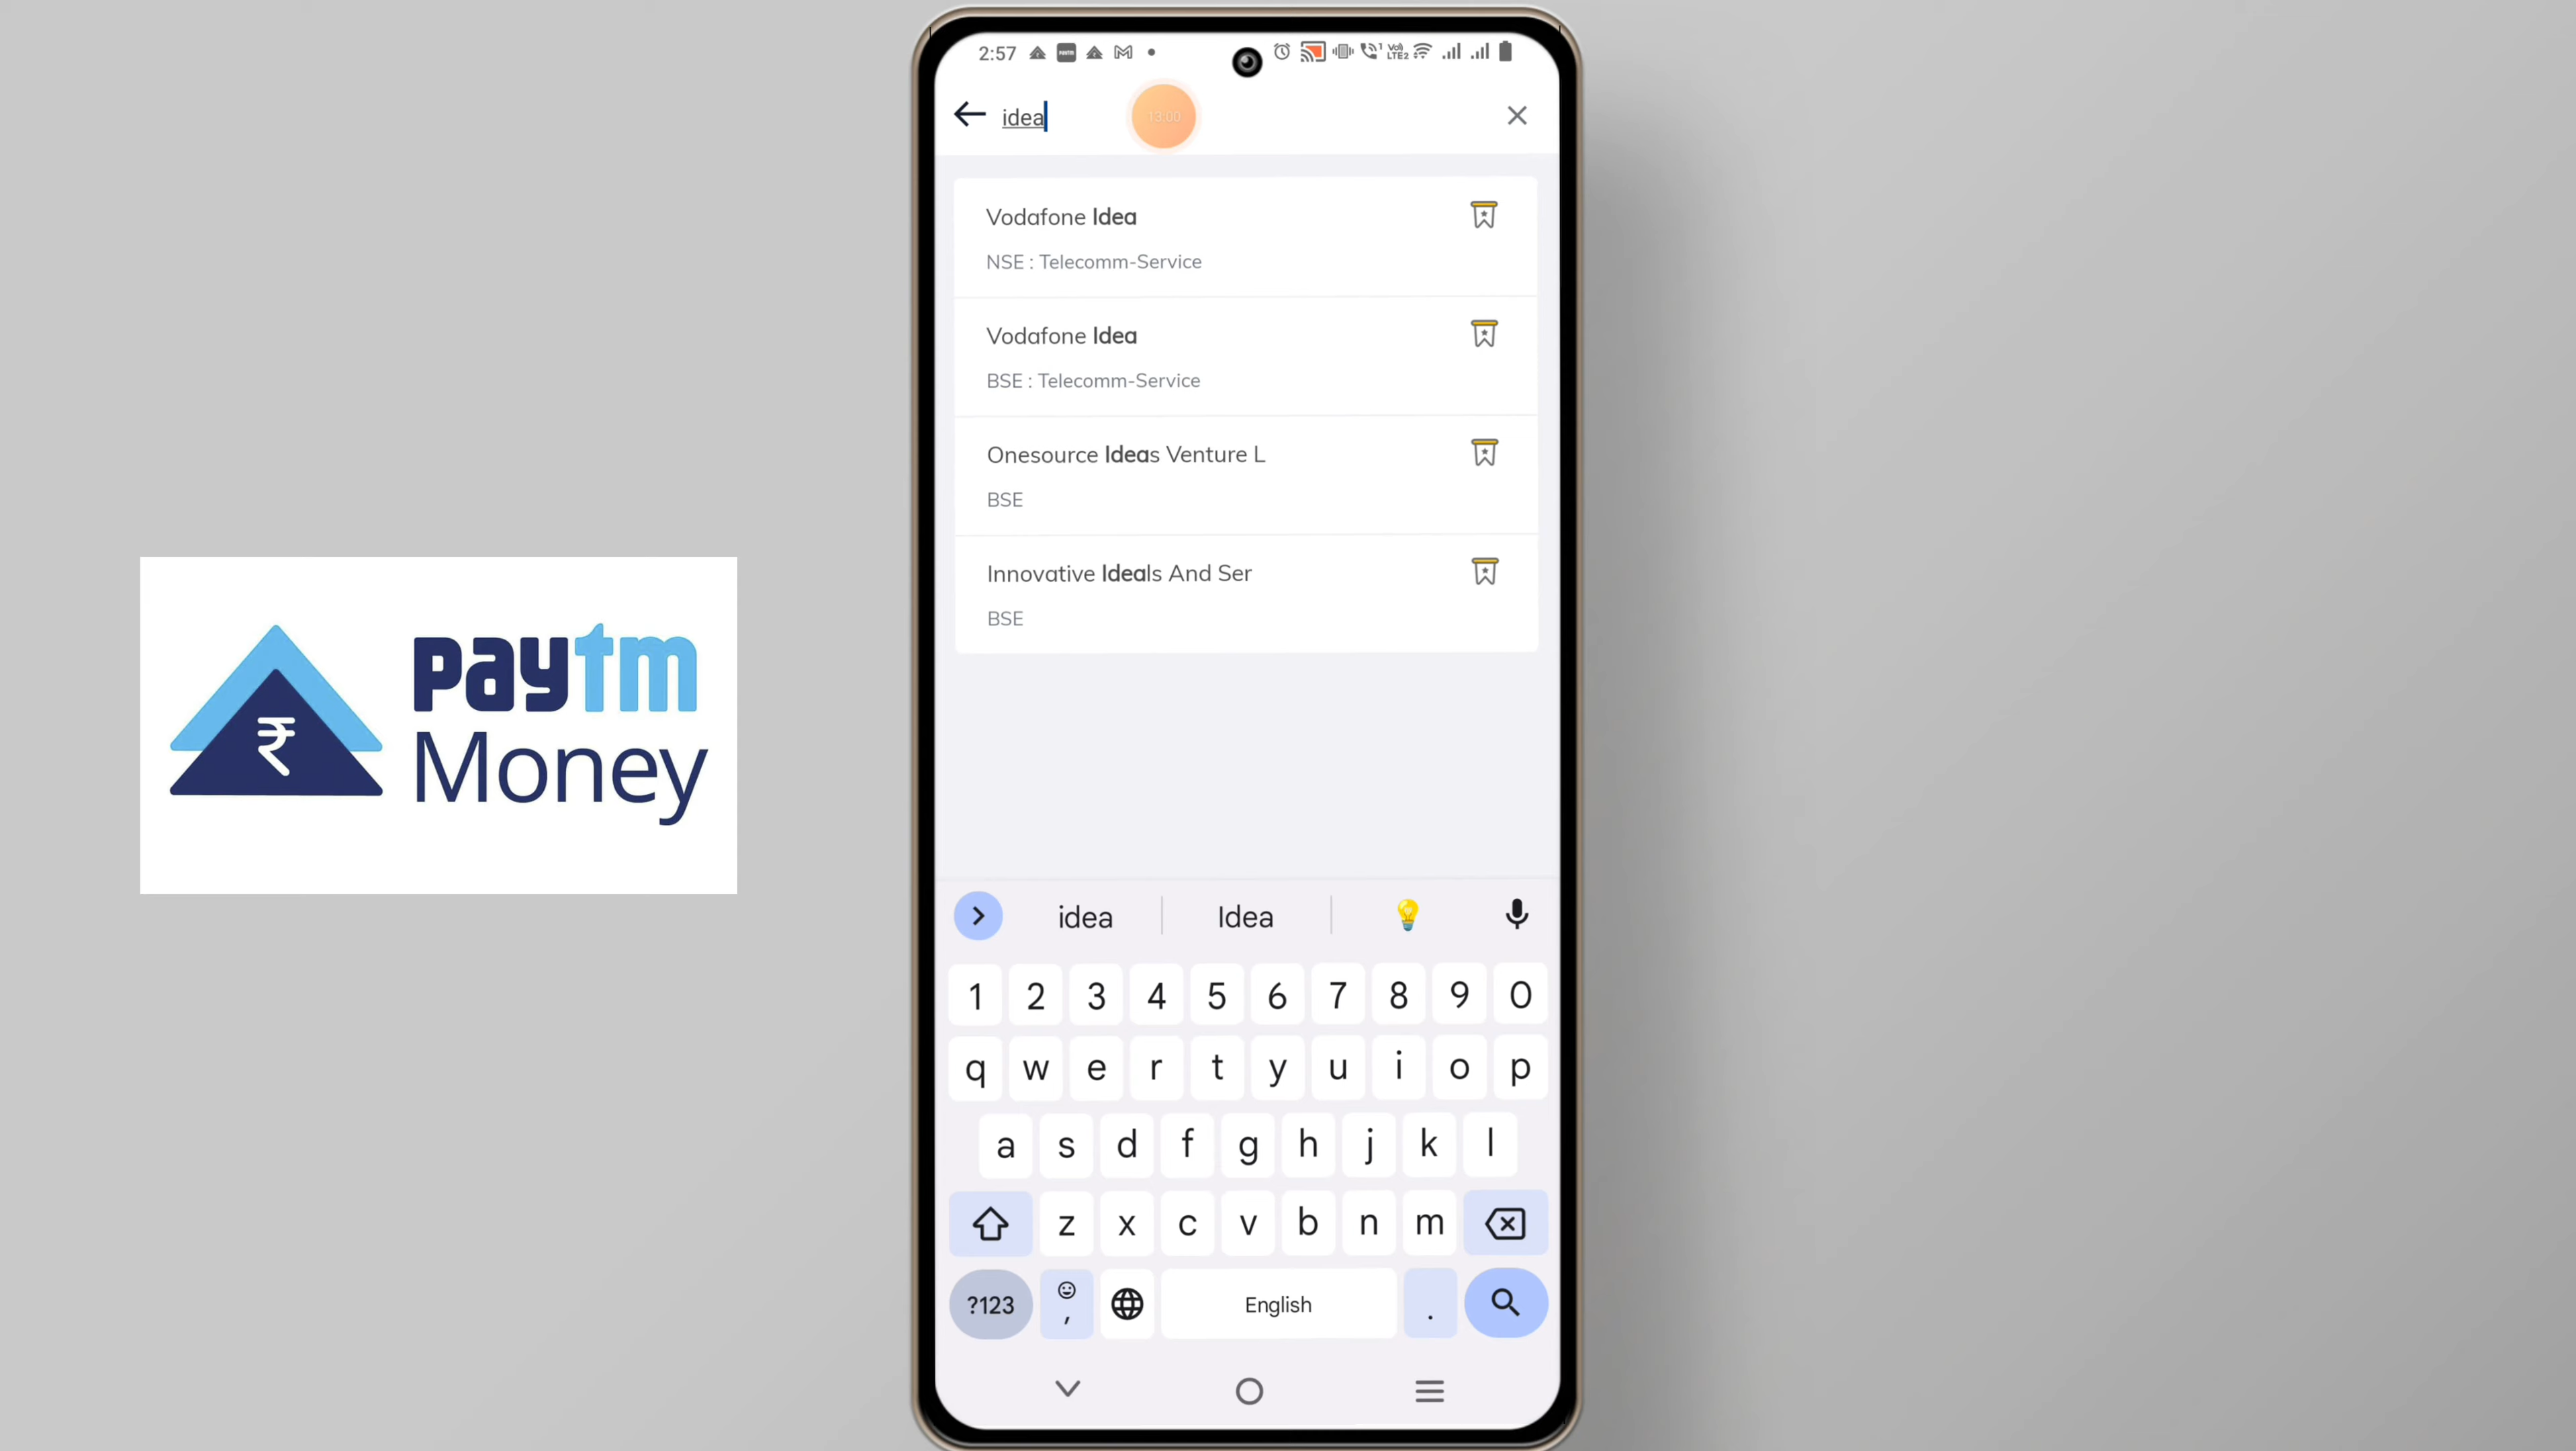 2:57
idea
13:00
Vodafone Idea
NSE : Telecomm-Service
Vodafone Idea
BSE : Telecomm-Service
Onesource Ideas Venture L
BSE
Innovative Ideals And Ser
BSE
₹
paytm
Money
idea Idea
1 2 3 4 5 6 7 8 9 0
q w e r t y u i o p
a s d f g h j k l
z x c v b n m
?123 , English .